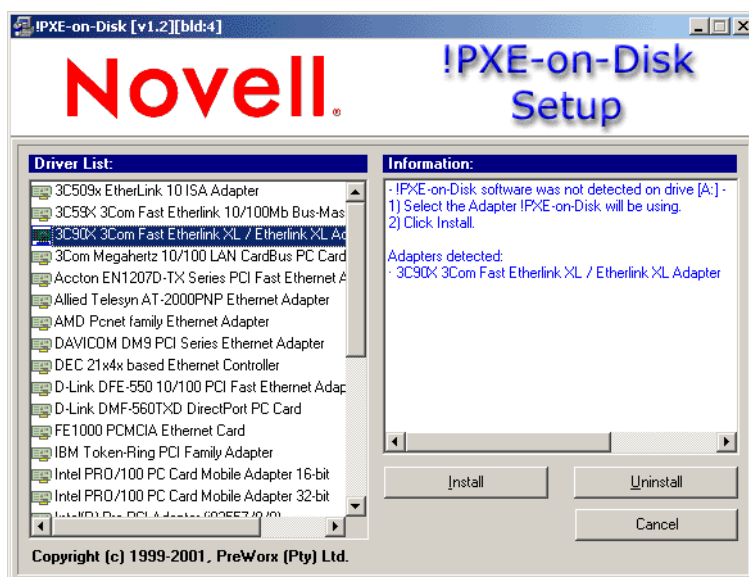 !PXE-on-Disk [v1.2][bld:4]
Novell®
!PXE-on-Disk
Setup
Driver List:
3C509x EtherLink 10 ISA Adapter
3C59X 3Com Fast Etherlink 10/100Mb Bus-Mas
3C90X 3Com Fast Etherlink XL / Etherlink XL Ad
3Com Megahertz 10/100 LAN CardBus PC Card
Accton EN1207D-TX Series PCI Fast Ethernet A
Allied Telesyn AT-2000PNP Ethernet Adapter
AMD Pcnet family Ethernet Adapter
DAVICOM DM9 PCI Series Ethernet Adapter
DEC 21x4x based Ethernet Controller
D-Link DFE-550 10/100 PCI Fast Ethernet Adap
D-Link DMF-560TXD DirectPort PC Card
FE1000 PCMCIA Ethernet Card
IBM Token-Ring PCI Family Adapter
Intel PRO/100 PC Card Mobile Adapter 16-bit
Intel PRO/100 PC Card Mobile Adapter 32-bit
Information:
- !PXE-on-Disk software was not detected on drive [A:] -
1) Select the Adapter !PXE-on-Disk will be using.
2) Click Install.
Adapters detected:
- 3C90X 3Com Fast Etherlink XL / Etherlink XL Adapter
Install
Uninstall
Cancel
Copyright (c) 1999-2001, PreWorx (Pty) Ltd.